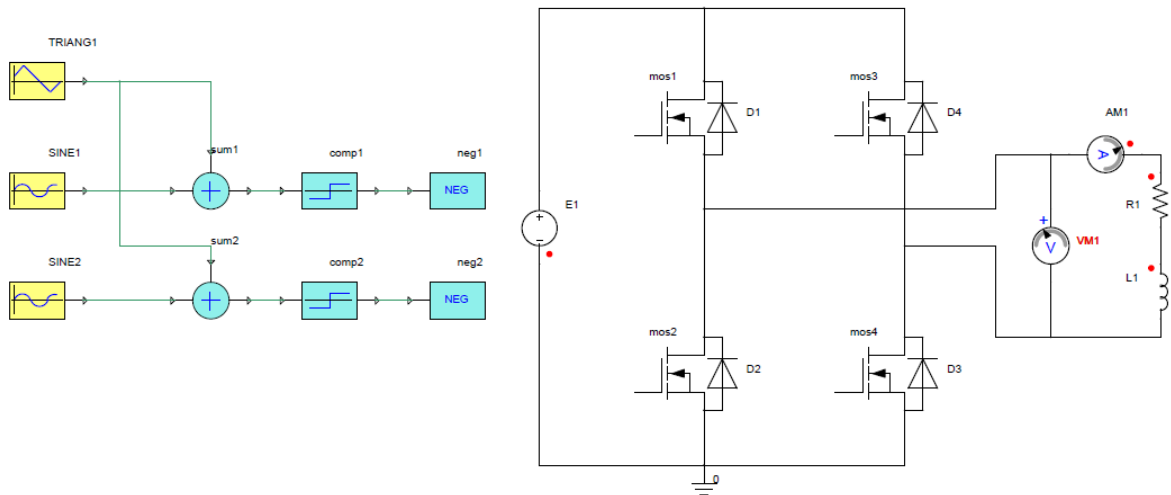 TRIANG1
SINE1
sum1
comp1
neg1
NEG
SINE2
sum2
comp2
neg2
NEG
E1
mos1
D1
mos3
D4
AM1
A
R1
VM1
V
L1
mos2
D2
mos4
D3
0